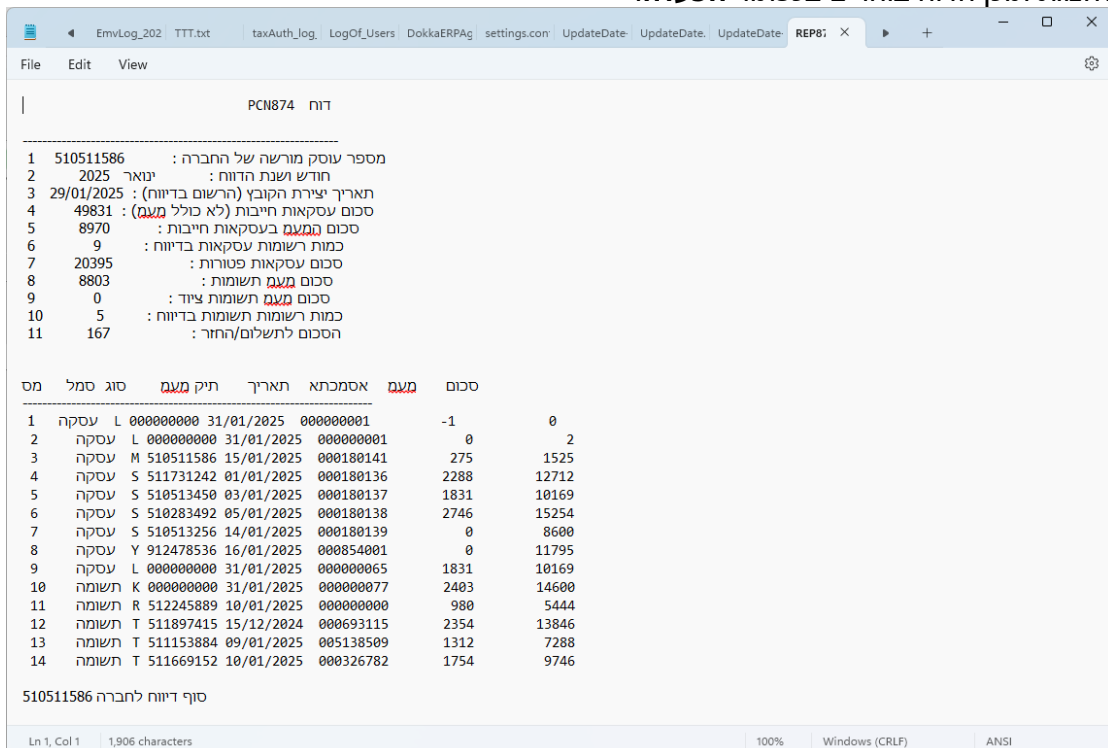 EmvLog_202 TTT.txt taxAuth_log_ LogOf_Users DokkaERPAg settings.con UpdateDate- UpdateDate. UpdateDate- REP87
File Edit View
דוח PCN874
--------------------------------------------------------------
1 510511586 מספר עוסק מורשה של החברה :
2 ינואר 2025 חודש ושנת הדווח :
3 29/01/2025 תאריך יצירת הקובץ (הרשום בדיווח) :
4 49831 סכום עסקאות חייבות (לא כולל מעמ) :
5 8970 סכום המעמ בעסקאות חייבות :
6 9 כמות רשומות עסקאות בדיווח :
7 20395 סכום עסקאות פטורות :
8 8803 סכום מעמ תשומות :
9 0 סכום מעמ תשומות ציוד :
10 5 כמות רשומות תשומות בדיווח :
11 167 הסכום לתשלום/החזר :
מס סמל סוג תיק מעמ תאריך אסמכתא מעמ סכום
--------------------------------------------------------------
1 עסקה L 000000000 31/01/2025 000000001 -1 0
2 עסקה L 000000000 31/01/2025 000000001 0 2
3 עסקה M 510511586 15/01/2025 000180141 275 1525
4 עסקה S 511731242 01/01/2025 000180136 2288 12712
5 עסקה S 510513450 03/01/2025 000180137 1831 10169
6 עסקה S 510283492 05/01/2025 000180138 2746 15254
7 עסקה S 510513256 14/01/2025 000180139 0 8600
8 עסקה Y 912478536 16/01/2025 000854001 0 11795
9 עסקה L 000000000 31/01/2025 000000065 1831 10169
10 תשומה K 000000000 31/01/2025 000000077 2403 14600
11 תשומה R 512245889 10/01/2025 000000000 980 5444
12 תשומה T 511897415 15/12/2024 000693115 2354 13846
13 תשומה T 511153884 09/01/2025 005138509 1312 7288
14 תשומה T 511669152 10/01/2025 000326782 1754 9746
סוף דיווח לחברה 510511586
Ln 1, Col 1 1,906 characters 100% Windows (CRLF) ANSI